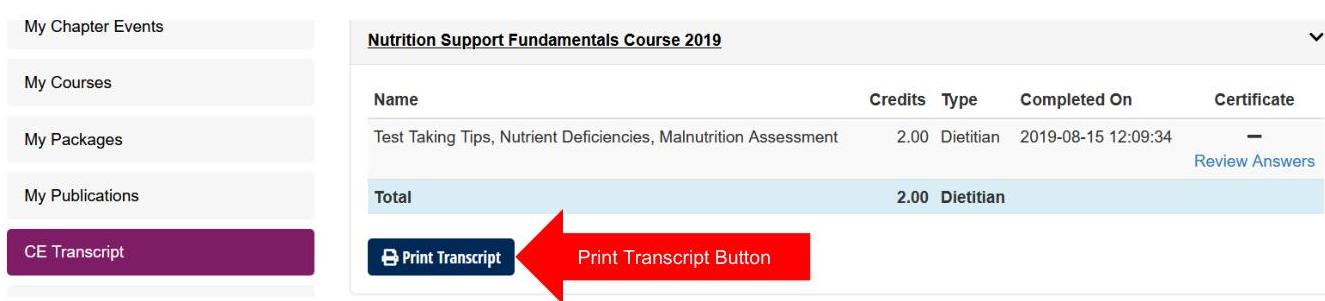 My Chapter Events
My Courses
My Packages
My Publications
CE Transcript
Nutrition Support Fundamentals Course 2019
Name Credits Type Completed On Certificate
Test Taking Tips, Nutrient Deficiencies, Malnutrition Assessment 2.00 Dietitian 2019-08-15 12:09:34 –
Review Answers
Total 2.00 Dietitian
Print Transcript Print Transcript Button